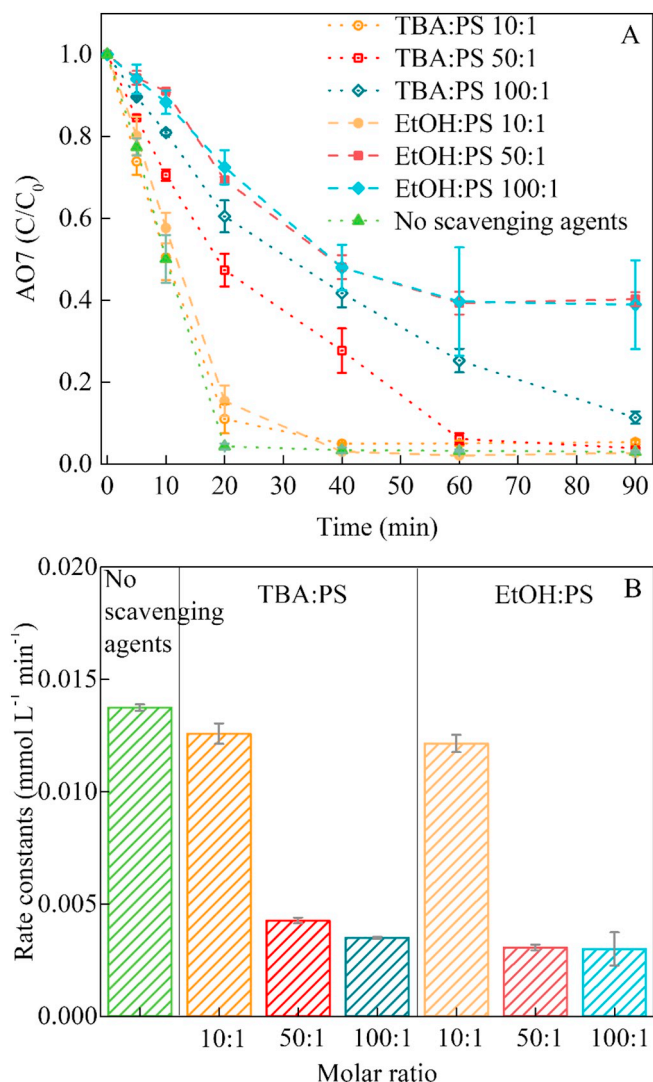 TBA:PS 10:1
A
TBA:PS 50:1
TBA:PS 100:1
EtOH:PS 10:1
EtOH:PS 50:1
EtOH:PS 100:1
No scavenging agents
1.0
0.8
0.6
0.4
0.2
0.0
AO7 (C/C₀)
0 10 20 30 40 50 60 70 80 90
Time (min)
B
No
scavenging
agents
TBA:PS
EtOH:PS
0.020
0.015
0.010
0.005
0.000
Rate constants (mmol L⁻¹ min⁻¹)
10:1 50:1 100:1 10:1 50:1 100:1
Molar ratio